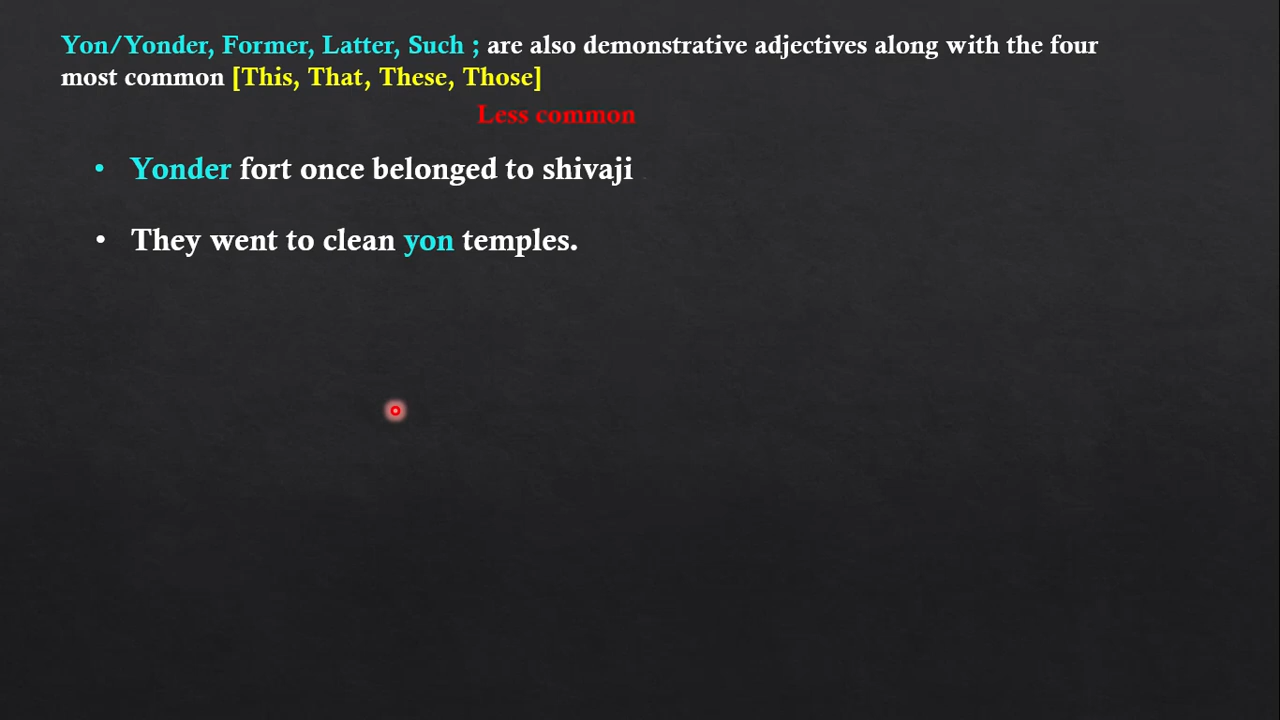 Yon/Yonder, Former, Latter, Such ; are also demonstrative adjectives along with the four
most common [This, That, These, Those]
Less common
• Yonder fort once belonged to shivaji
• They went to clean yon temples.